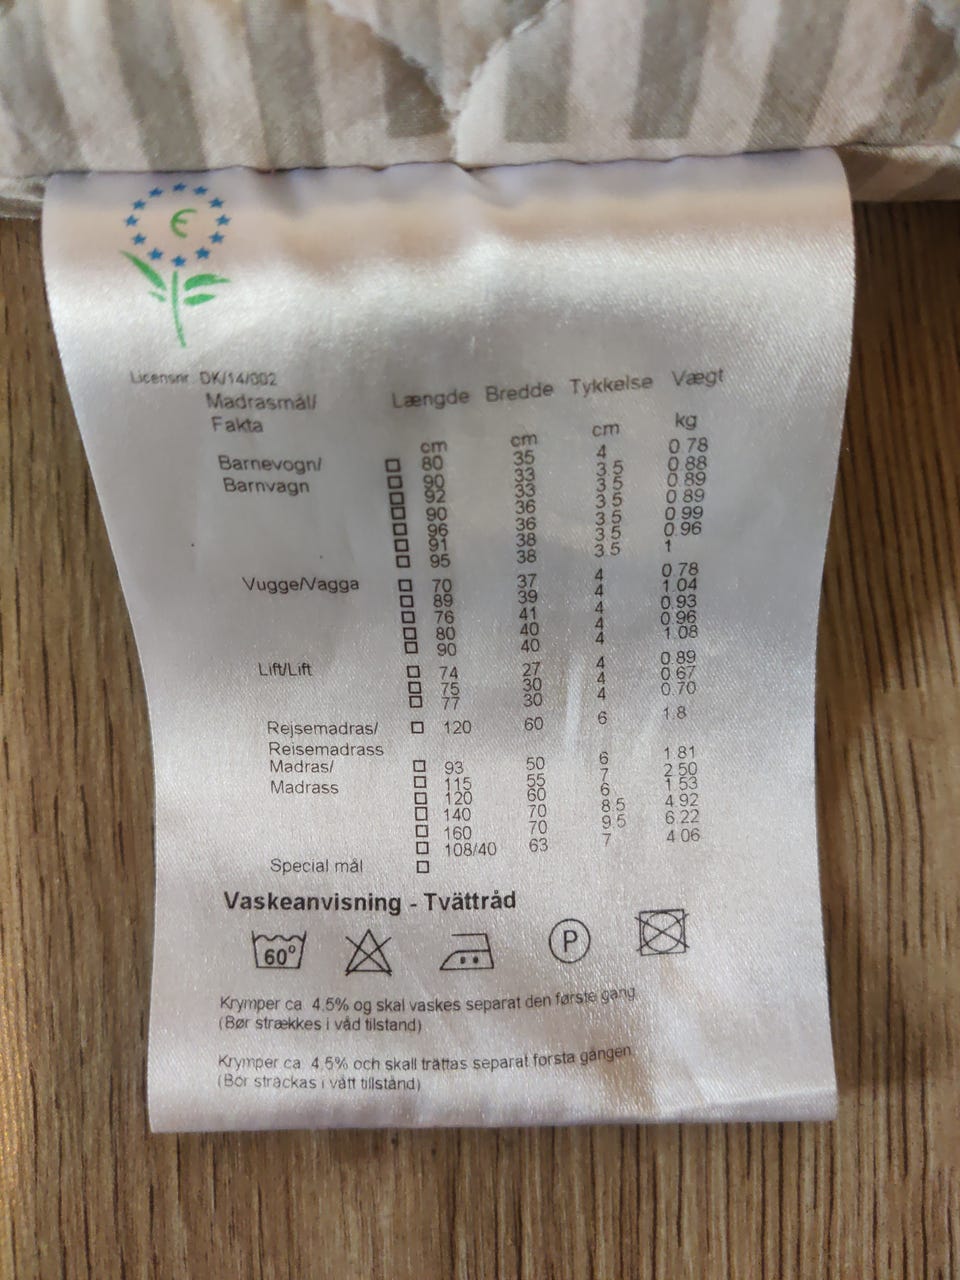 Licensnr. DK/14/002
Madrasmål/ Længde Bredde Tykkelse Vægt
Fakta cm cm cm kg
Barnevogn/ □ 80 35 4 0.78
Barnvagn □ 90 33 3.5 0.88
□ 92 33 3.5 0.89
□ 90 36 3.5 0.89
□ 96 36 3.5 0.99
□ 91 38 3.5 0.96
□ 95 38 3.5 1
Vugge/Vagga □ 70 37 4 0.78
□ 89 39 4 1.04
□ 76 41 4 0.93
□ 80 40 4 0.96
□ 90 40 4 1.08
Lift/Lift □ 74 27 4 0.89
□ 75 30 4 0.67
□ 77 30 4 0.70
Rejsemadras/ □ 120 60 6 1.8
Reisemadrass
Madras/ □ 93 50 6 1.81
Madrass □ 115 55 7 2.50
□ 120 60 6 1.53
□ 140 70 8.5 4.92
□ 160 70 9.5 6.22
□ 108/40 63 7 4.06
Special mål □
Vaskeanvisning - Tvättråd
60° P
Krymper ca. 4,5% og skal vaskes separat den første gang.
(Bør strækkes i våd tilstand)
Krymper ca. 4,5% och skall trättas separat första gången.
(Bör sträckas i vått tillstånd)